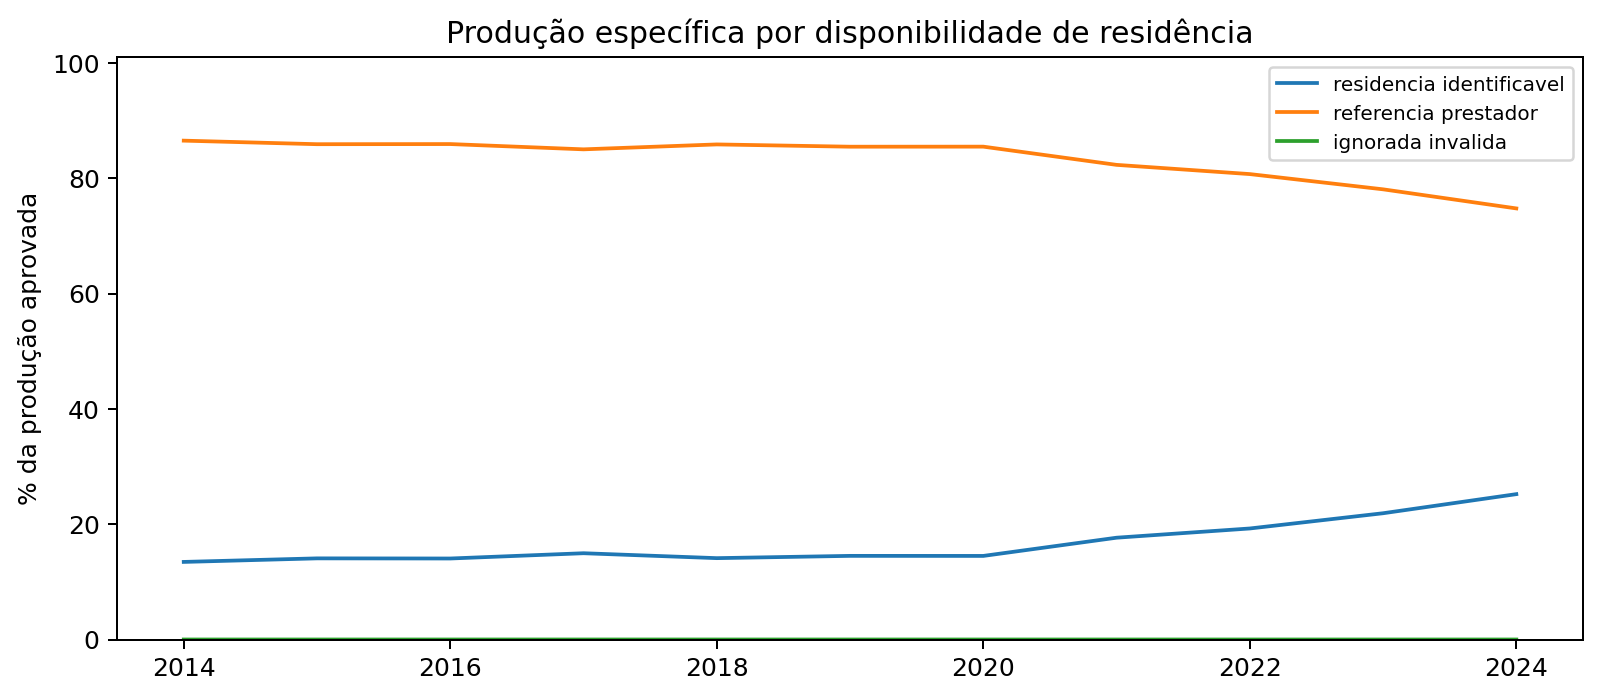 Produção específica por disponibilidade de residência
residencia identificavel
referencia prestador
ignorada invalida
% da produção aprovada
100
80
60
40
20
0
2014 2016 2018 2020 2022 2024